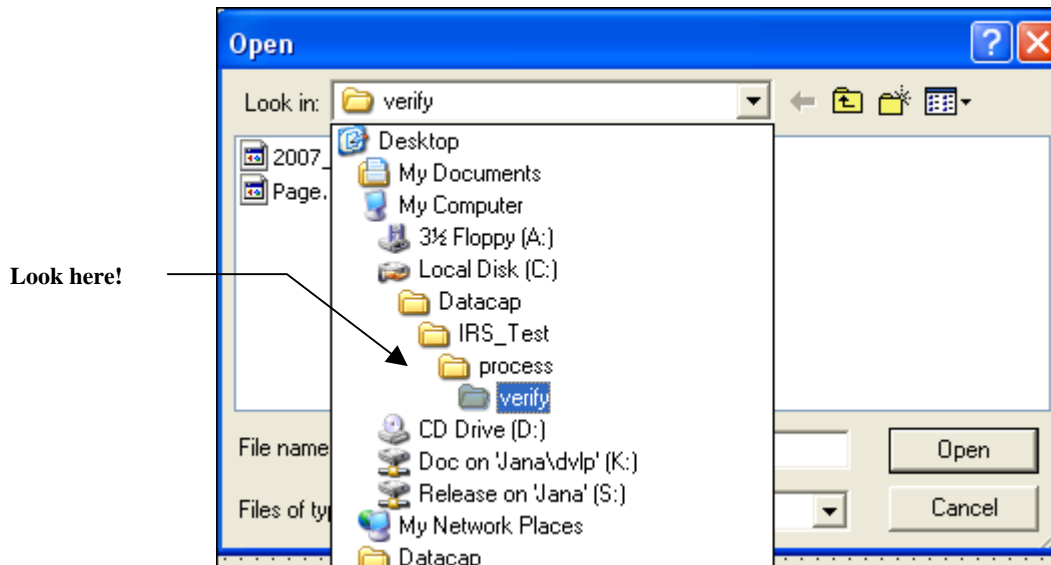 Open
Look in: verify
2007_
Page.
Desktop
My Documents
My Computer
3½ Floppy (A:)
Local Disk (C:)
Datacap
IRS_Test
process
verify
CD Drive (D:)
Doc on 'Jana\dvlp' (K:)
Release on 'Jana' (S:)
My Network Places
Datacap
Look here!
File name
Open
Files of typ
Cancel